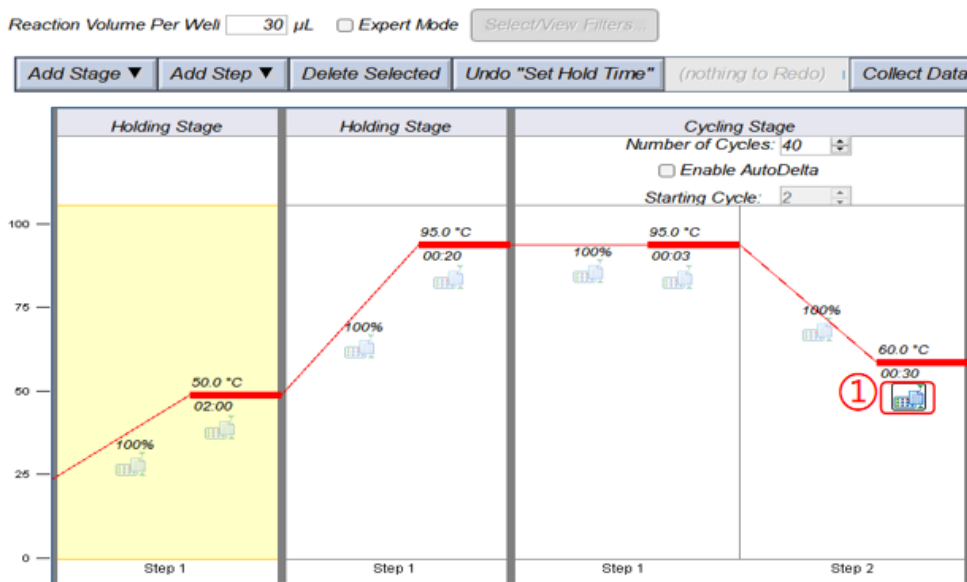 Reaction Volume Per Well 30 µL Expert Mode Select/View Filters...
Add Stage ▼ Add Step ▼ Delete Selected Undo "Set Hold Time" (nothing to Redo) Collect Data
Holding Stage Holding Stage Cycling Stage
Number of Cycles: 40
Enable AutoDelta
Starting Cycle: 2
100
95.0 °C 95.0 °C
00:20 100% 00:03
75
100% 100%
60.0 °C
50.0 °C 00:30
50
02:00 ①
100%
25
0
Step 1 Step 1 Step 1 Step 2